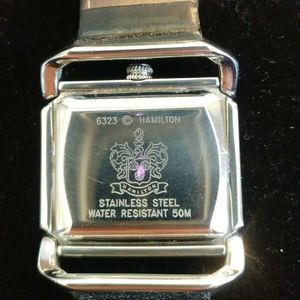 6323 © HAMILTON
HAMILTON
STAINLESS STEEL
WATER RESISTANT 50M